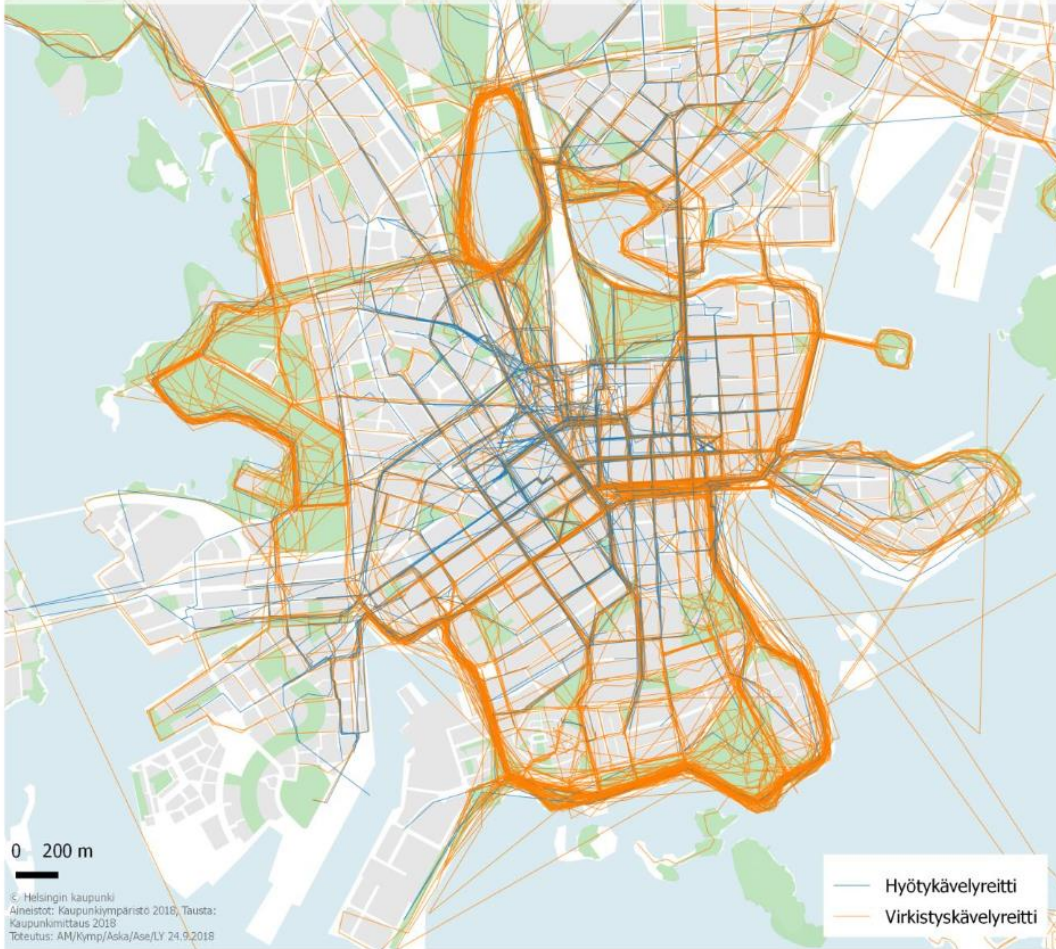 0 200 m
© Helsingin kaupunki
Aineistot: Kaupunkiympäristö 2018, Tausta:
Kaupunkimittaus 2018
Toteutus: AM/Kymp/Aska/Ase/LY 24.9.2018
Hyötykävelyreitti
Virkistyskävelyreitti